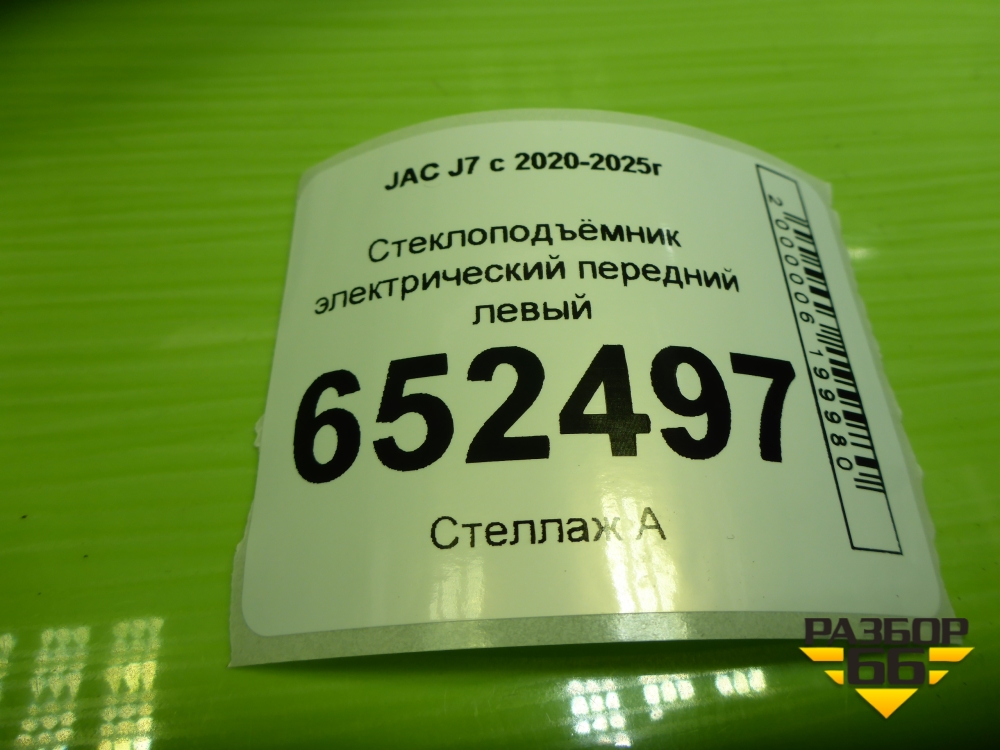 JAC J7 с 2020-2025г
Стеклоподъёмник
электрический передний
левый
652497
Стеллаж А
2000006199980
РАЗБОР
66